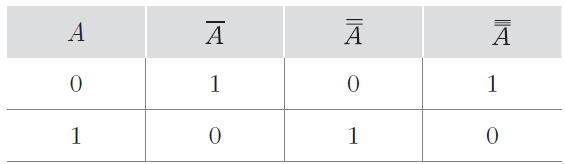 A A̅ A̿ A̿̅
0 1 0 1
1 0 1 0